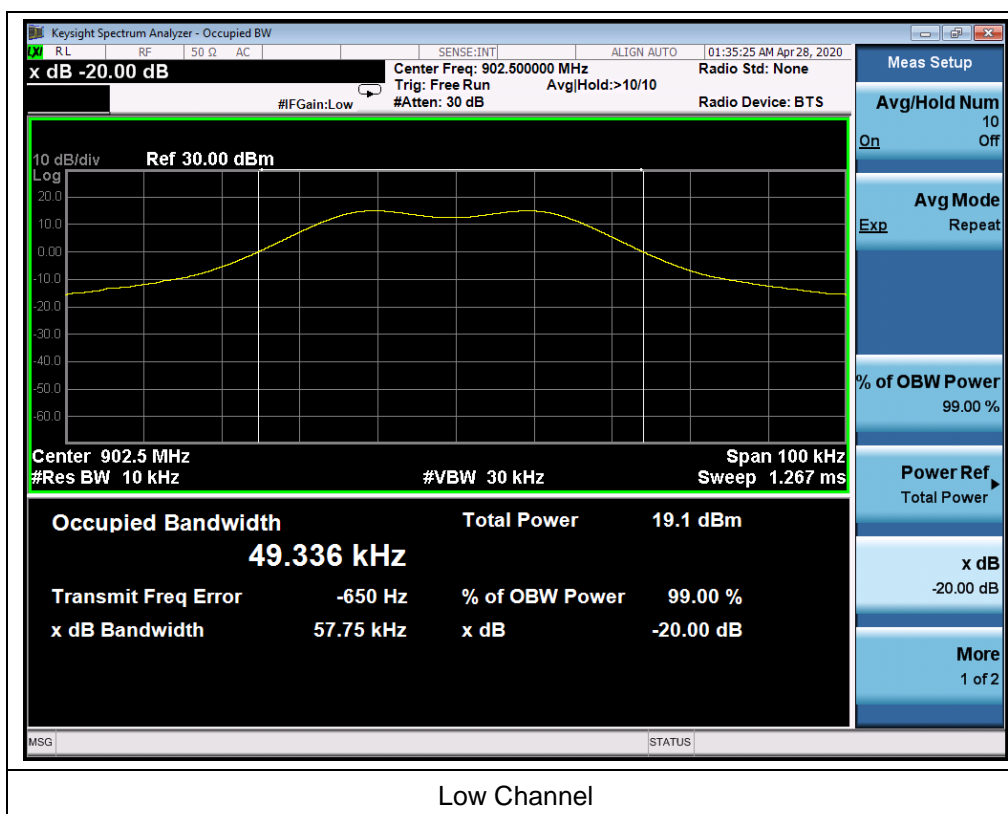 Keysight Spectrum Analyzer - Occupied BW
LXI RL RF 50 Ω AC SENSE:INT ALIGN AUTO 01:35:25 AM Apr 28, 2020
x dB -20.00 dB
Center Freq: 902.500000 MHz
Radio Std: None
Trig: Free Run Avg|Hold:>10/10
#IFGain:Low
#Atten: 30 dB
Radio Device: BTS
10 dB/div Ref 30.00 dBm
Log
20.0
10.0
0.00
-10.0
-20.0
-30.0
-40.0
-50.0
-60.0
Center 902.5 MHz Span 100 kHz
#Res BW 10 kHz #VBW 30 kHz Sweep 1.267 ms
Occupied Bandwidth Total Power 19.1 dBm
49.336 kHz
Transmit Freq Error -650 Hz % of OBW Power 99.00 %
x dB Bandwidth 57.75 kHz x dB -20.00 dB
MSG STATUS
Meas Setup
Avg/Hold Num
10
On Off
Avg Mode
Exp Repeat
% of OBW Power
99.00 %
Power Ref
Total Power
x dB
-20.00 dB
More
1 of 2
Low Channel